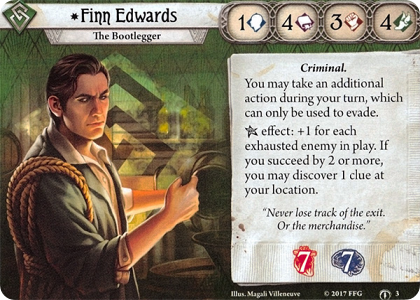 Finn Edwards
The Bootlegger
1 4 3 4
Criminal.
You may take an additional
action during your turn, which
can only be used to evade.
effect: +1 for each
exhausted enemy in play. If
you succeed by 2 or more,
you may discover 1 clue at
your location.
“Never lose track of the exit.
Or the merchandise.”
7 7
Illus. Magali Villeneuve © 2017 FFG 3